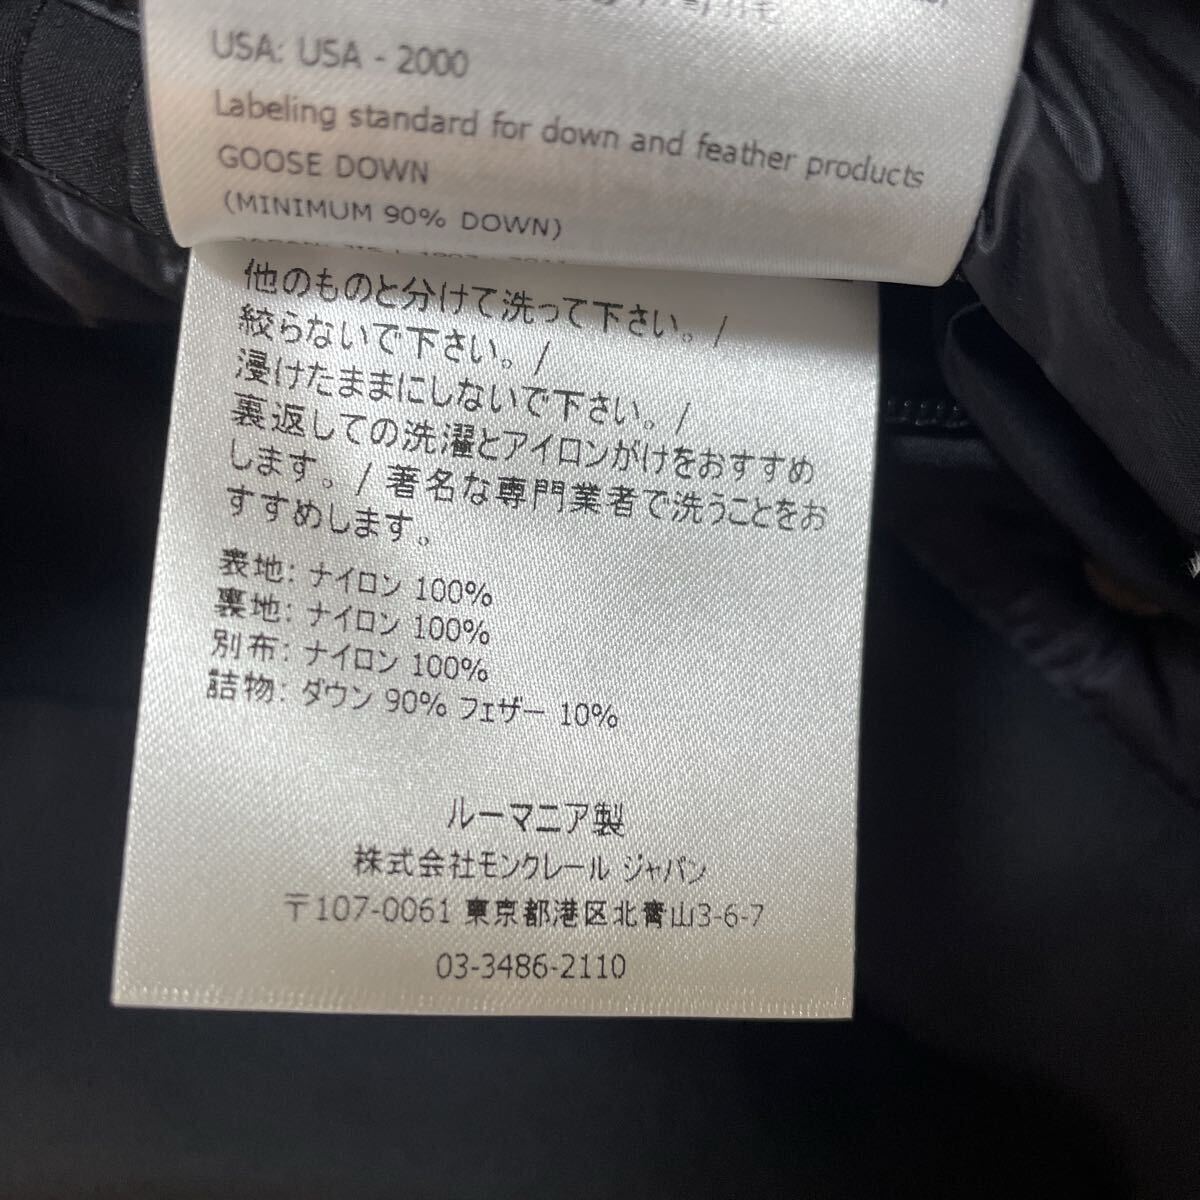 USA: USA - 2000
Labeling standard for down and feather products
GOOSE DOWN
(MINIMUM 90% DOWN)
他のものと分けて洗って下さい。/
絞らないで下さい。/
浸けたままにしないで下さい。/
裏返しての洗濯とアイロンがけをおすすめ
します。/ 著名な専門業者で洗うことをお
すすめします。
表地: ナイロン 100%
裏地: ナイロン 100%
別布: ナイロン 100%
詰物: ダウン 90% フェザー 10%
ルーマニア製
株式会社モンクレール ジャパン
〒107-0061 東京都港区北青山3-6-7
03-3486-2110